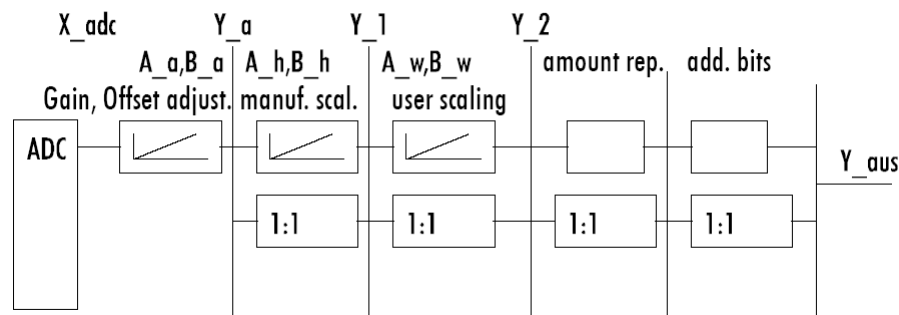 X_adc Y_a Y_1 Y_2
A_a,B_a A_h,B_h A_w,B_w amount rep. add. bits
Gain, Offset adjust. manuf. scal. user scaling
ADC
Y_aus
1:1 1:1 1:1 1:1